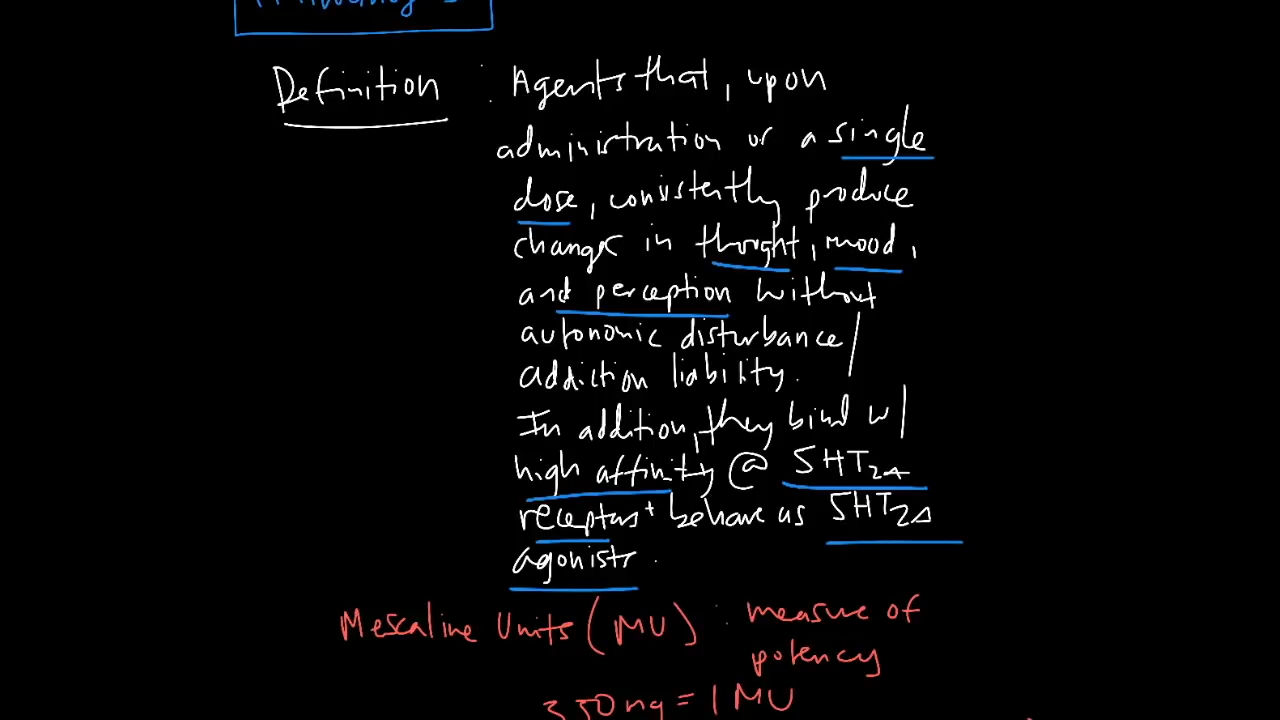 Definition : Agents that, upon
administration or a single
dose, consistently produce
changes in thought, mood,
and perception without
autonomic disturbance/
addiction liability.
In addition, they bind w/
high affinity @ 5HT2A
receptors + behave as 5HT2A
agonists.
Mescaline Units (MU) : measure of
potency
350mg = 1 MU